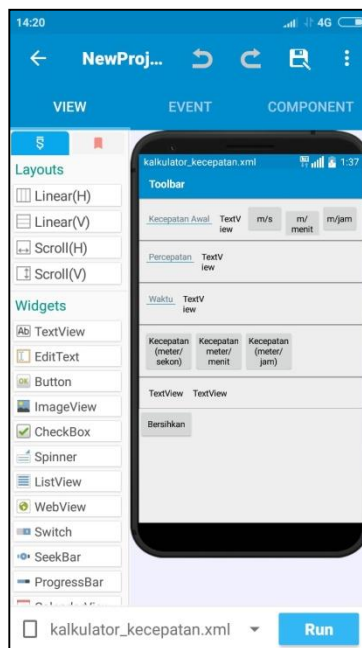 14:20
4G
NewProj...
VIEW
EVENT
COMPONENT
Layouts
Linear(H)
Linear(V)
Scroll(H)
Scroll(V)
Widgets
Ab TextView
EditText
OK Button
ImageView
CheckBox
Spinner
ListView
WebView
Switch
SeekBar
ProgressBar
kalkulator_kecepatan.xml
1:37
Toolbar
Kecepatan Awal
TextV
iew
m/s
m/
menit
m/jam
Percepatan
TextV
iew
Waktu
TextV
iew
Kecepatan
(meter/
sekon)
Kecepatan
meter/
menit
Kecepatan
(meter/
jam)
TextView TextView
Bersihkan
kalkulator_kecepatan.xml
Run